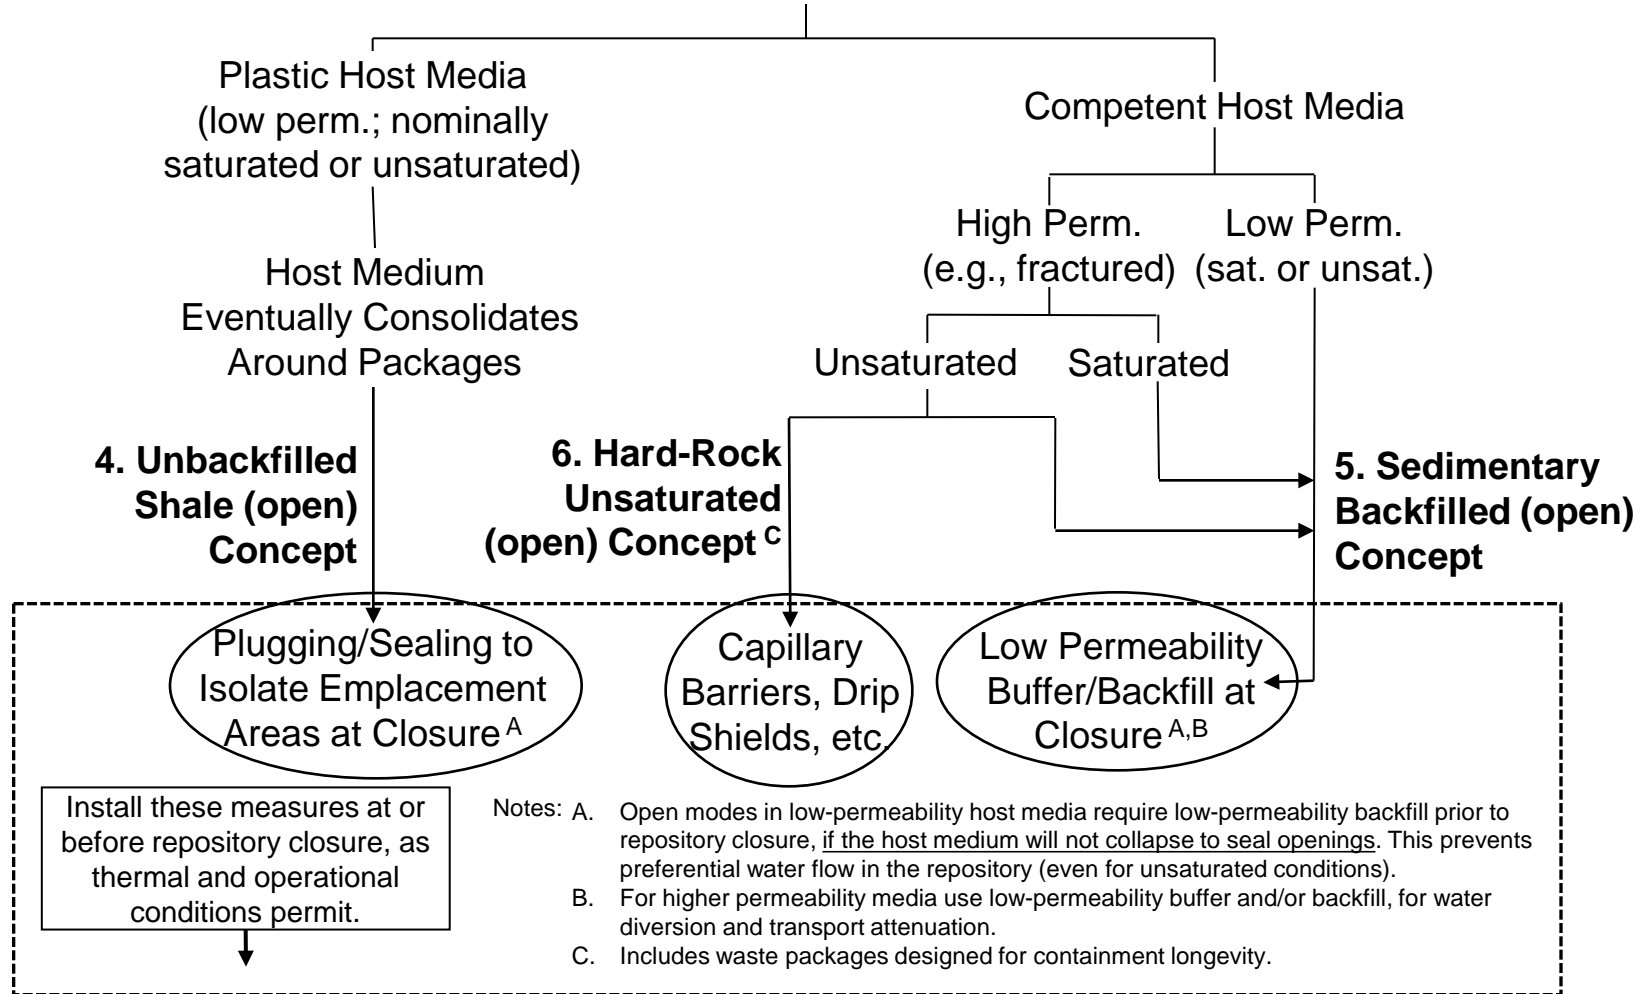 Plastic Host Media
(low perm.; nominally
saturated or unsaturated)
Competent Host Media
High Perm.
(e.g., fractured)
Low Perm.
(sat. or unsat.)
Host Medium
Eventually Consolidates
Around Packages
Unsaturated
Saturated
4. Unbackfilled
Shale (open)
Concept
6. Hard-Rock
Unsaturated
(open) Concept C
5. Sedimentary
Backfilled (open)
Concept
Plugging/Sealing to
Isolate Emplacement
Areas at Closure A
Capillary
Barriers, Drip
Shields, etc.
Low Permeability
Buffer/Backfill at
Closure A,B
Install these measures at or
before repository closure, as
thermal and operational
conditions permit.
Notes: A. Open modes in low-permeability host media require low-permeability backfill prior to
repository closure, if the host medium will not collapse to seal openings. This prevents
preferential water flow in the repository (even for unsaturated conditions).
B. For higher permeability media use low-permeability buffer and/or backfill, for water
diversion and transport attenuation.
C. Includes waste packages designed for containment longevity.